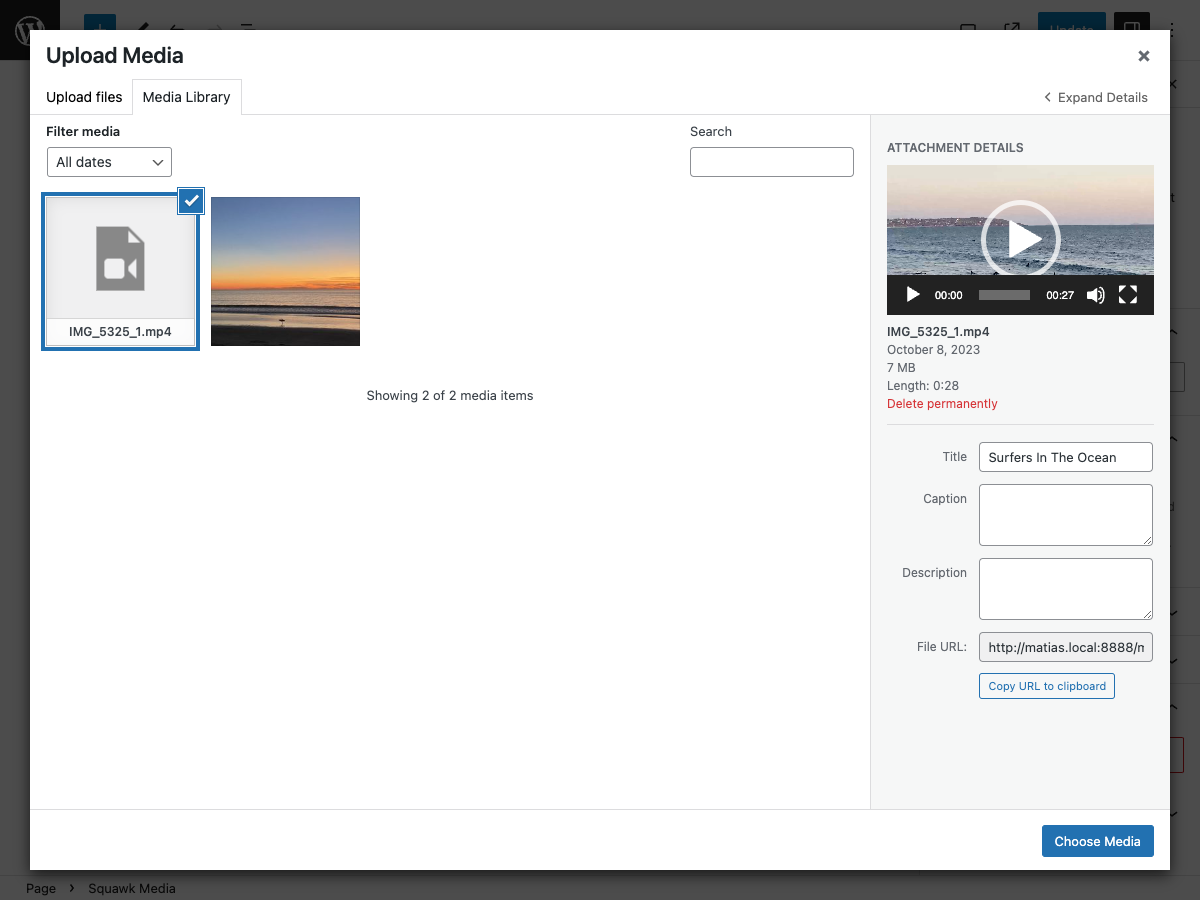 Update
Upload Media
Upload files
Media Library
Expand Details
Filter media
Search
All dates
IMG_5325_1.mp4
Showing 2 of 2 media items
ATTACHMENT DETAILS
00:00
00:27
IMG_5325_1.mp4
October 8, 2023
7 MB
Length: 0:28
Delete permanently
Title
Surfers In The Ocean
Caption
Description
File URL:
http://matias.local:8888/
Copy URL to clipboard
Choose Media
Page
Squawk Media